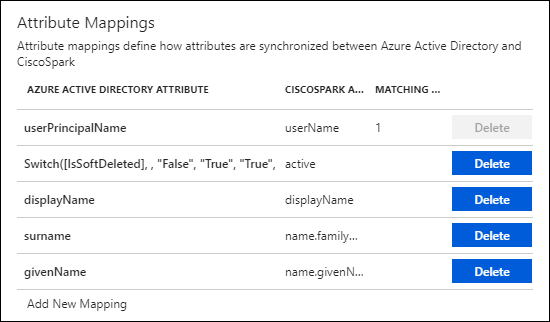 Attribute Mappings
Attribute mappings define how attributes are synchronized between Azure Active Directory and
CiscoSpark
AZURE ACTIVE DIRECTORY ATTRIBUTE CISCOSPARK A... MATCHING ...
userPrincipalName userName 1 Delete
Switch([IsSoftDeleted], , "False", "True", "True", active Delete
displayName displayName Delete
surname name.family... Delete
givenName name.givenN... Delete
Add New Mapping